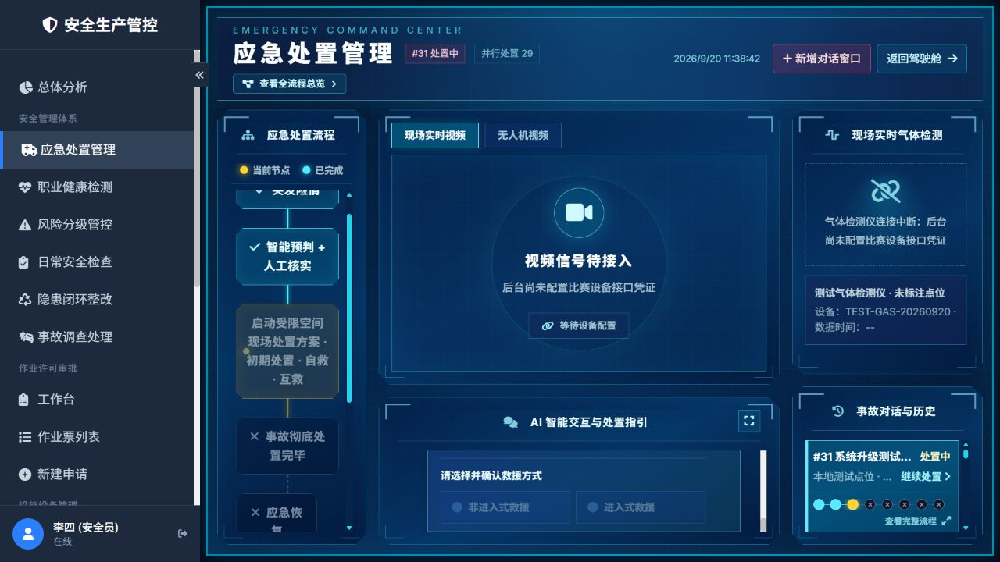 安全生产管控
总体分析
安全管理体系
应急处置管理
职业健康检测
风险分级管控
日常安全检查
隐患闭环整改
事故调查处理
作业许可审批
工作台
作业票列表
新建申请
李四 (安全员)
在线
EMERGENCY COMMAND CENTER
应急处置管理
#31 处置中
并行处置 29
查看全流程总览
2026/9/20 11:38:42
新增对话窗口
返回驾驶舱
应急处置流程
当前节点
已完成
突发险情
智能预判 +
人工核实
启动受限空间
现场处置方案 ·
初期处置 · 自救
· 互救
事故彻底处
置完毕
应急恢
复
现场实时视频
无人机视频
视频信号待接入
后台尚未配置比赛设备接口凭证
等待设备配置
AI 智能交互与处置指引
请选择并确认救援方式
非进入式救援
进入式救援
现场实时气体检测
气体检测仪连接中断：后台
尚未配置比赛设备接口凭证
测试气体检测仪 · 未标注点位
设备：TEST-GAS-20260920 ·
数据时间：--
事故对话与历史
#31 系统升级测试...
处置中
本地测试点位 · ...
继续处置
查看完整流程